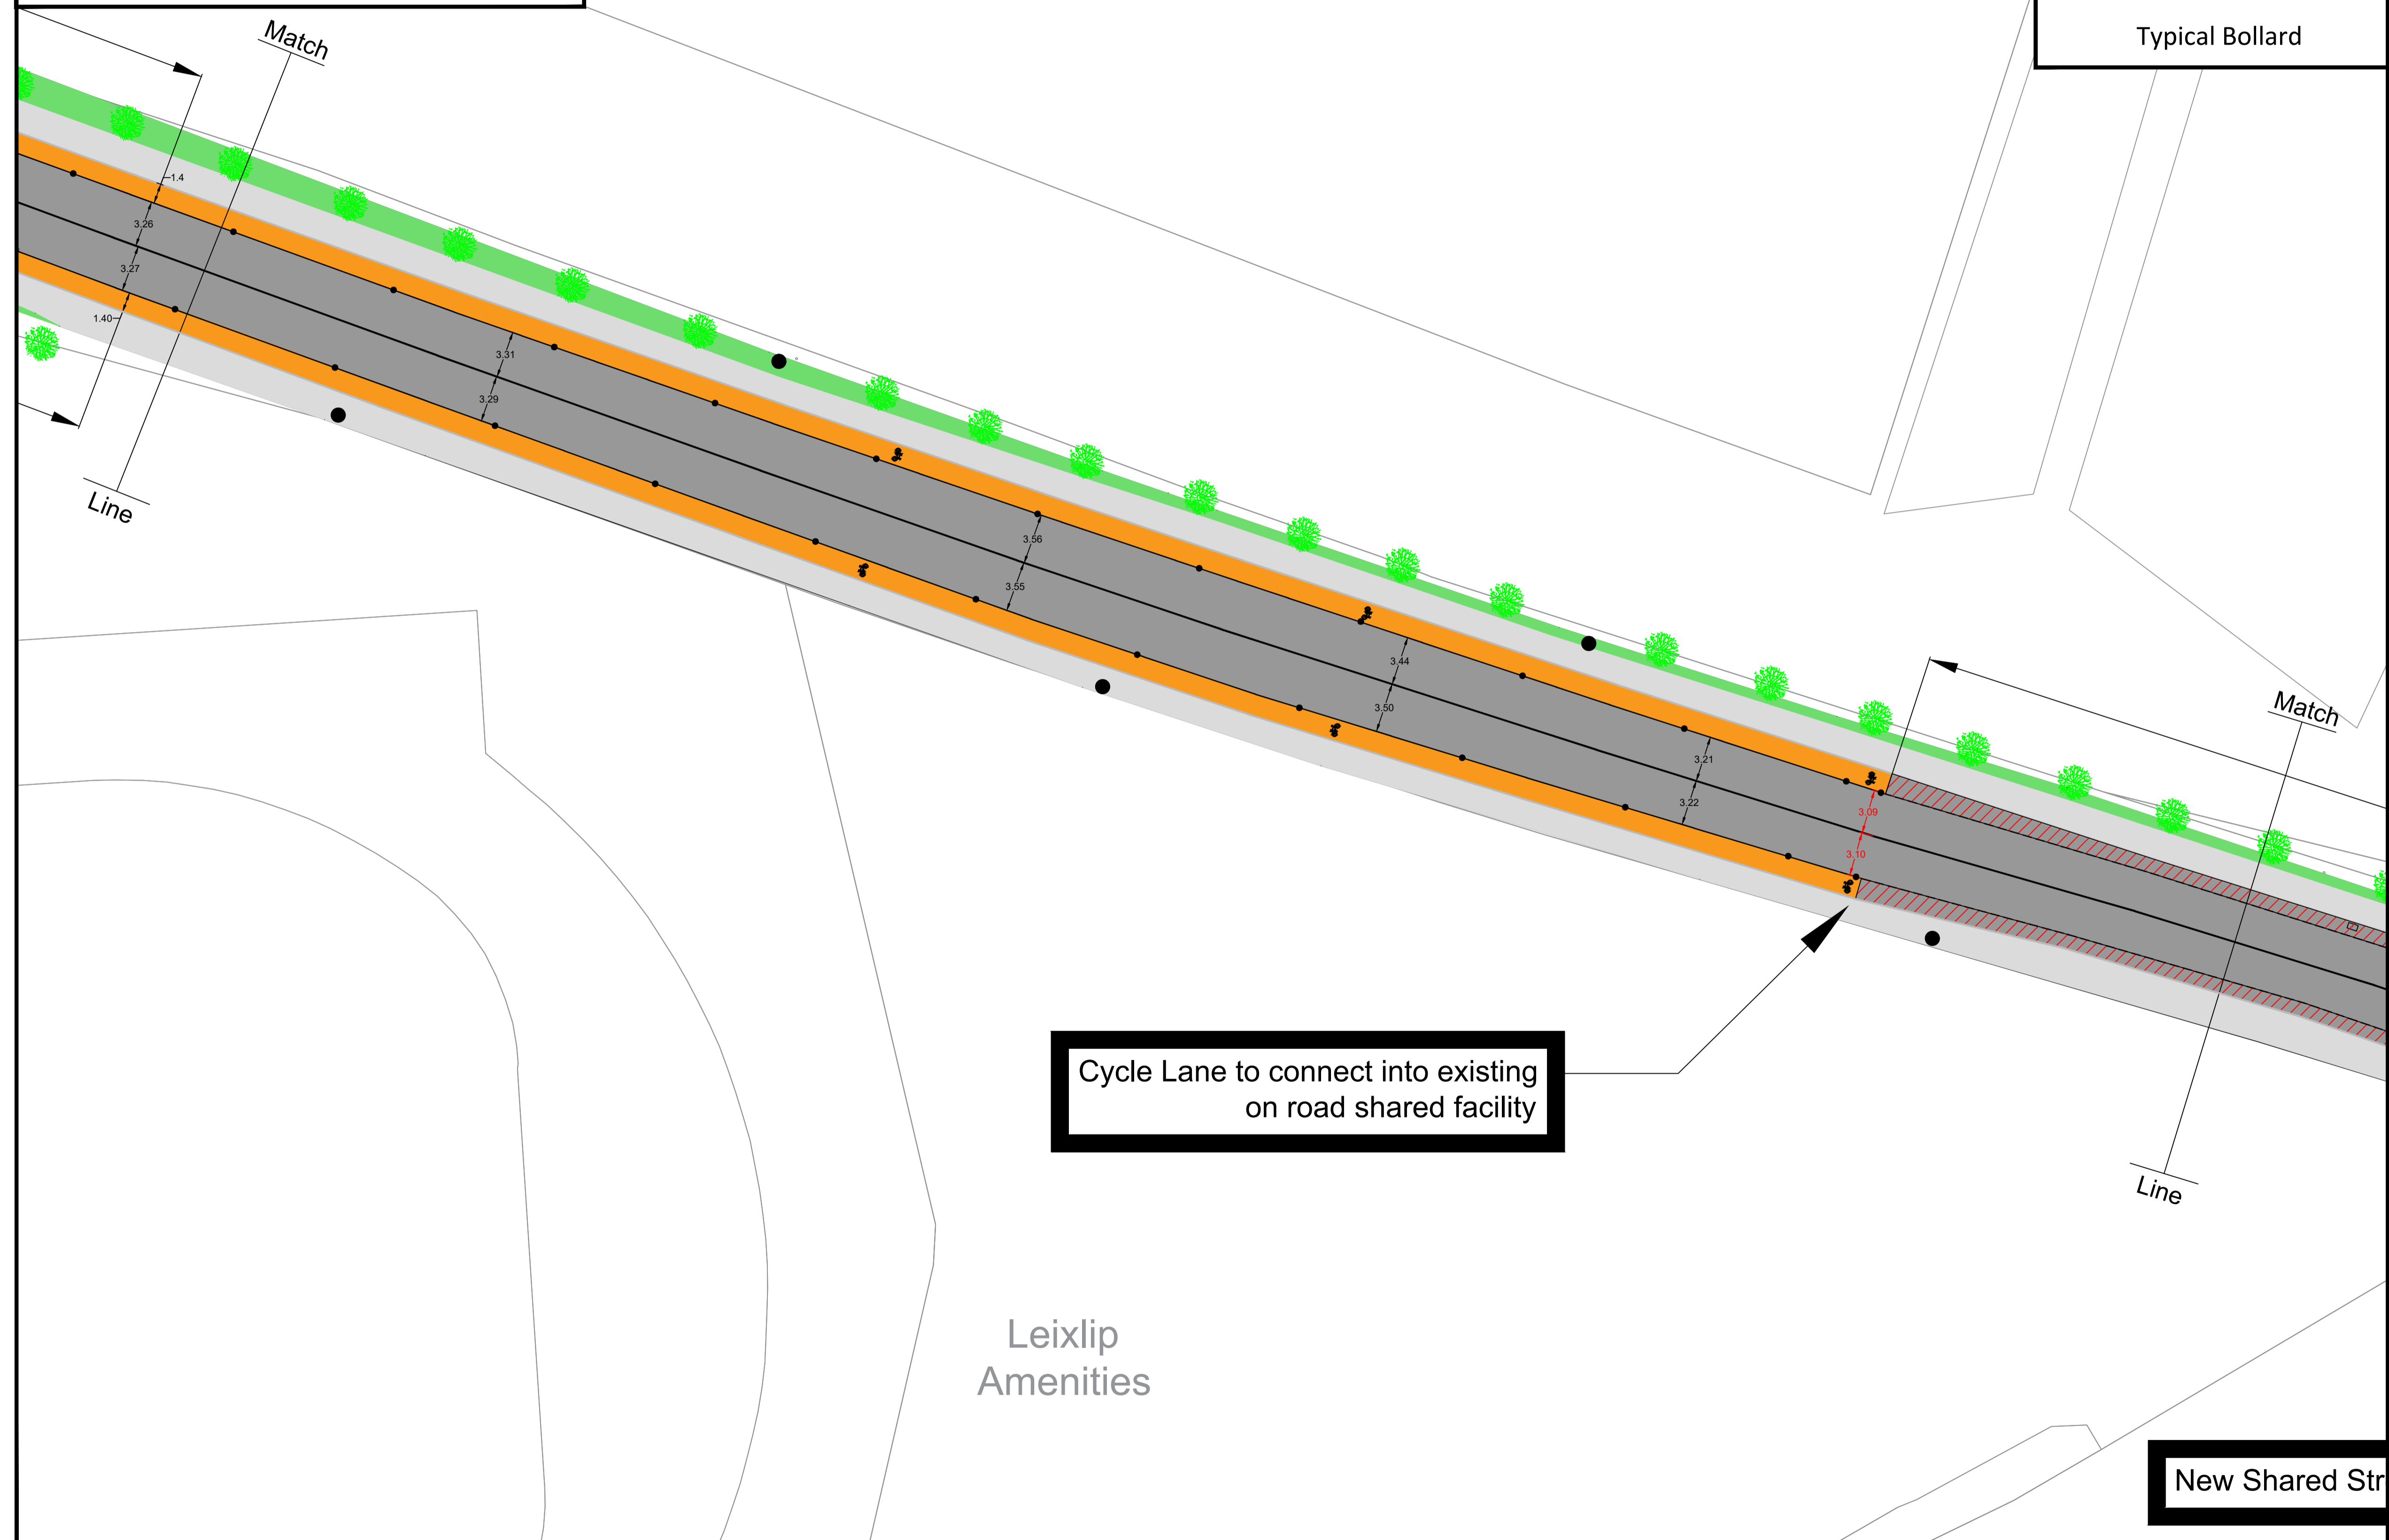 Typical Bollard
Match
1.4
3.26
3.27
1.40
Line
3.31
3.29
3.56
3.55
3.44
3.50
3.21
3.22
3.09
3.10
Match
Line
Cycle Lane to connect into existing
on road shared facility
Leixlip
Amenities
New Shared Str